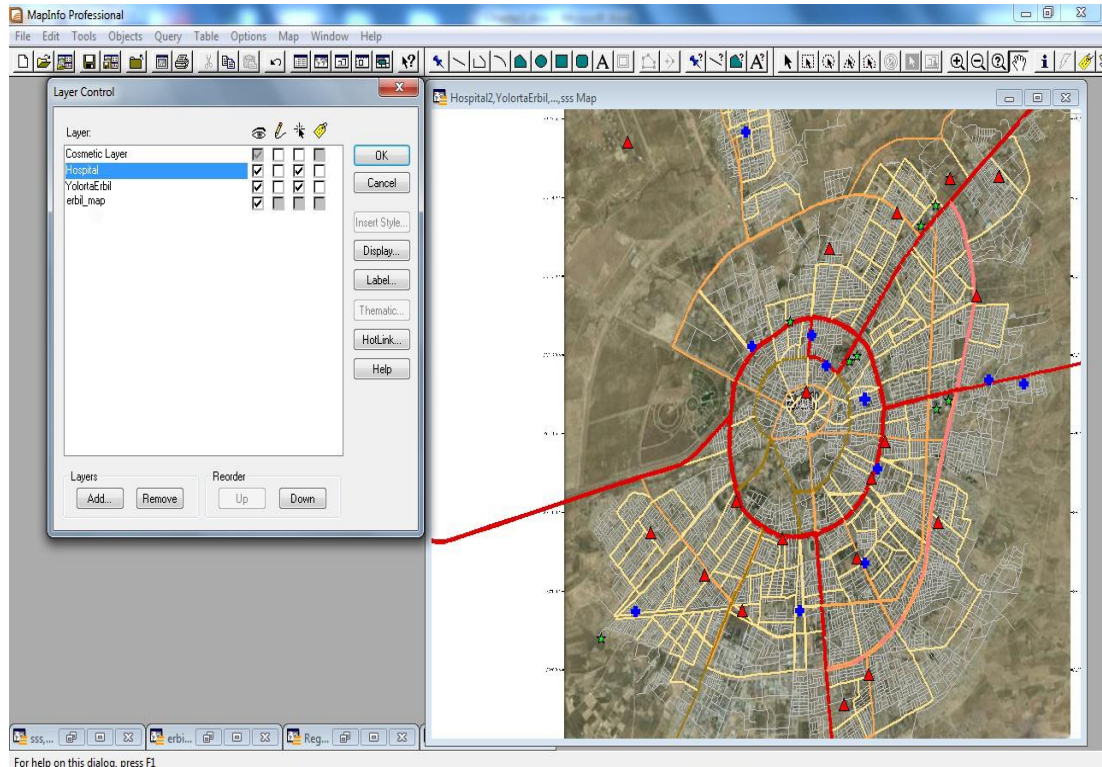 MapInfo Professional
File Edit Tools Objects Query Table Options Map Window Help
Layer Control
Layer:
Cosmetic Layer
Hospital
YolortaErbil
erbil_map
OK
Cancel
Insert Style...
Display...
Label...
Thematic...
HotLink...
Help
Layers
Add... Remove
Reorder
Up Down
Hospital2,YolortaErbil,...,sss Map
sss,...
erbi...
Reg...
For help on this dialog, press F1